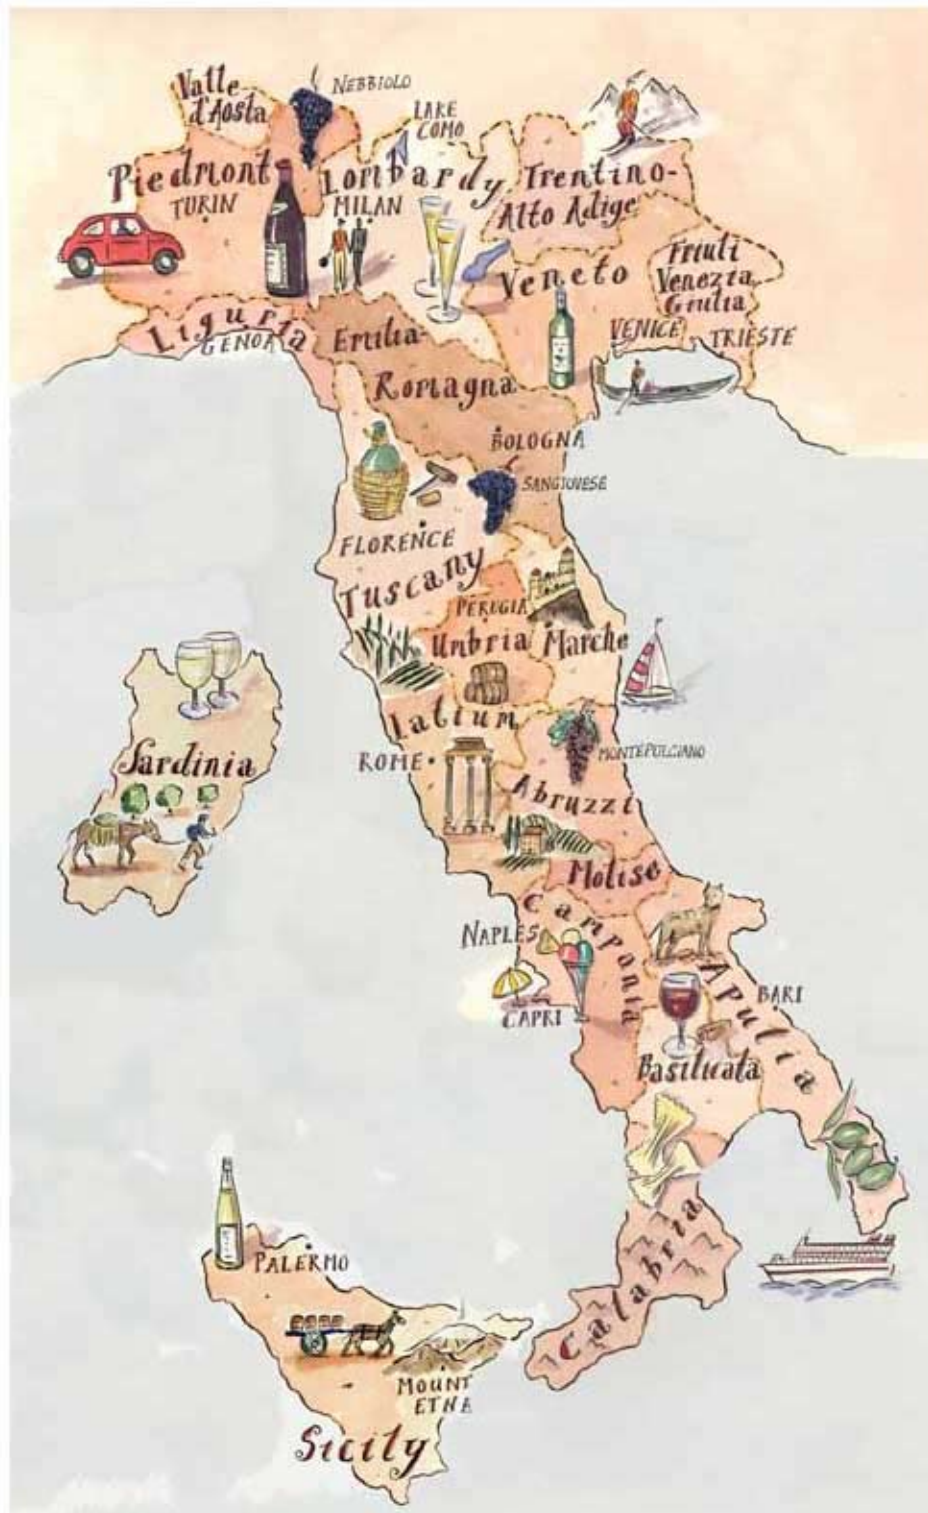 Valle
d'Aosta
NEBBIOLO
LAKE
COMO
Piedmont
TURIN
Lombardy
MILAN
Trentino-
Alto Adige
Friuli
Venezia
Giulia
Veneto
VENICE
TRIESTE
Liguria
GENOA
Emilia-
Romagna
BOLOGNA
SANGIOVESE
FLORENCE
Tuscany
PERUGIA
Umbria
Marche
Latium
ROME
MONTEPULCIANO
Abruzzi
Sardinia
Molise
Campania
NAPLES
CAPRI
Apulia
BARI
Basilicata
Calabria
PALERMO
MOUNT
ETNA
Sicily